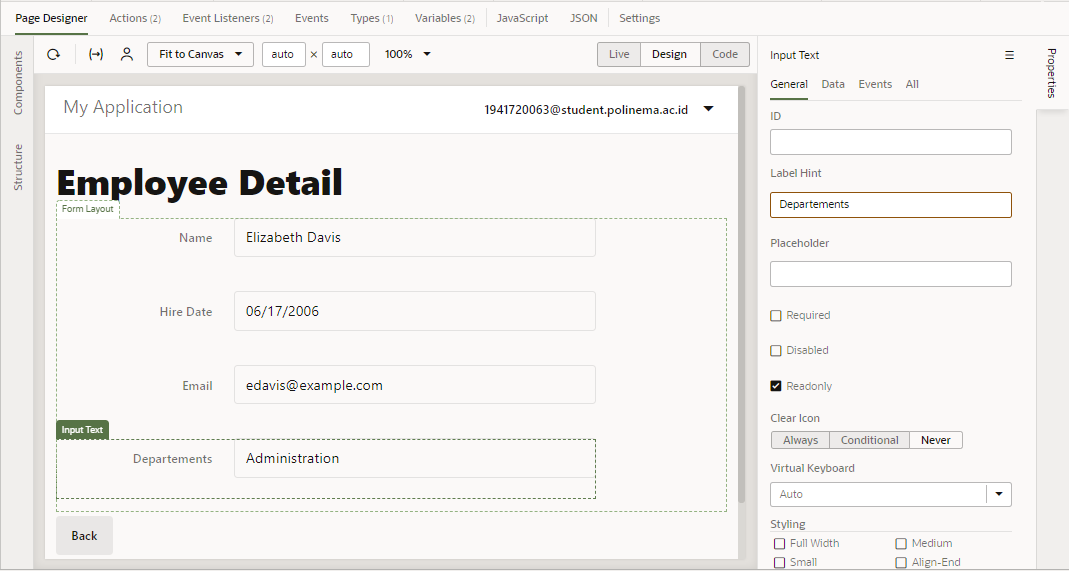 Page Designer Actions (2) Event Listeners (2) Events Types (1) Variables (2) JavaScript JSON Settings
Components
Structure
Fit to Canvas auto × auto 100% Live Design Code
My Application 1941720063@student.polinema.ac.id
Employee Detail
Form Layout
Name Elizabeth Davis
Hire Date 06/17/2006
Email edavis@example.com
Input Text
Departements Administration
Back
Input Text
General Data Events All
ID
Label Hint
Departements
Placeholder
Required
Disabled
Readonly
Clear Icon
Always Conditional Never
Virtual Keyboard
Auto
Styling
Full Width Medium
Small Align-End
Properties